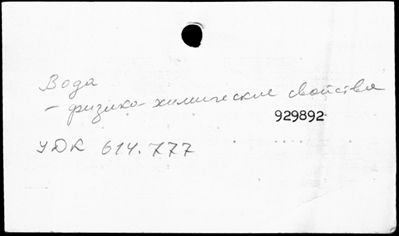 Вода
- физико-химические свойства
929892
УДК 614.777